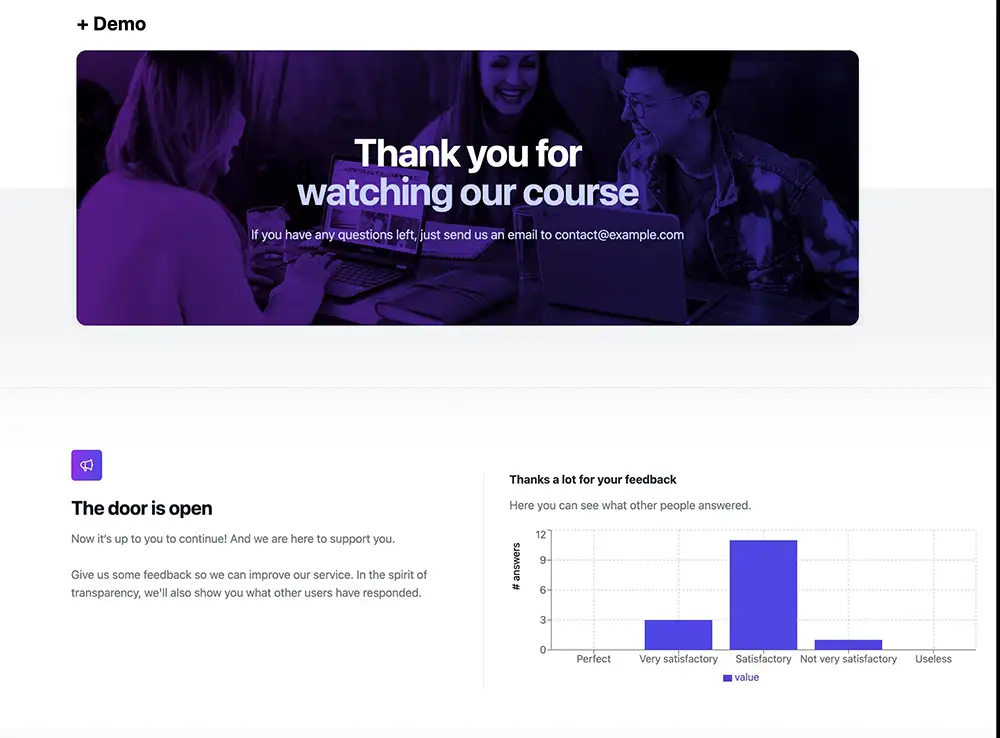 + Demo
Thank you for
watching our course
If you have any questions left, just send us an email to contact@example.com
The door is open
Now it's up to you to continue! And we are here to support you.
Give us some feedback so we can improve our service. In the spirit of
transparency, we'll also show you what other users have responded.
Thanks a lot for your feedback
Here you can see what other people answered.
# answers
12
9
6
3
0
Perfect Very satisfactory Satisfactory Not very satisfactory Useless
value